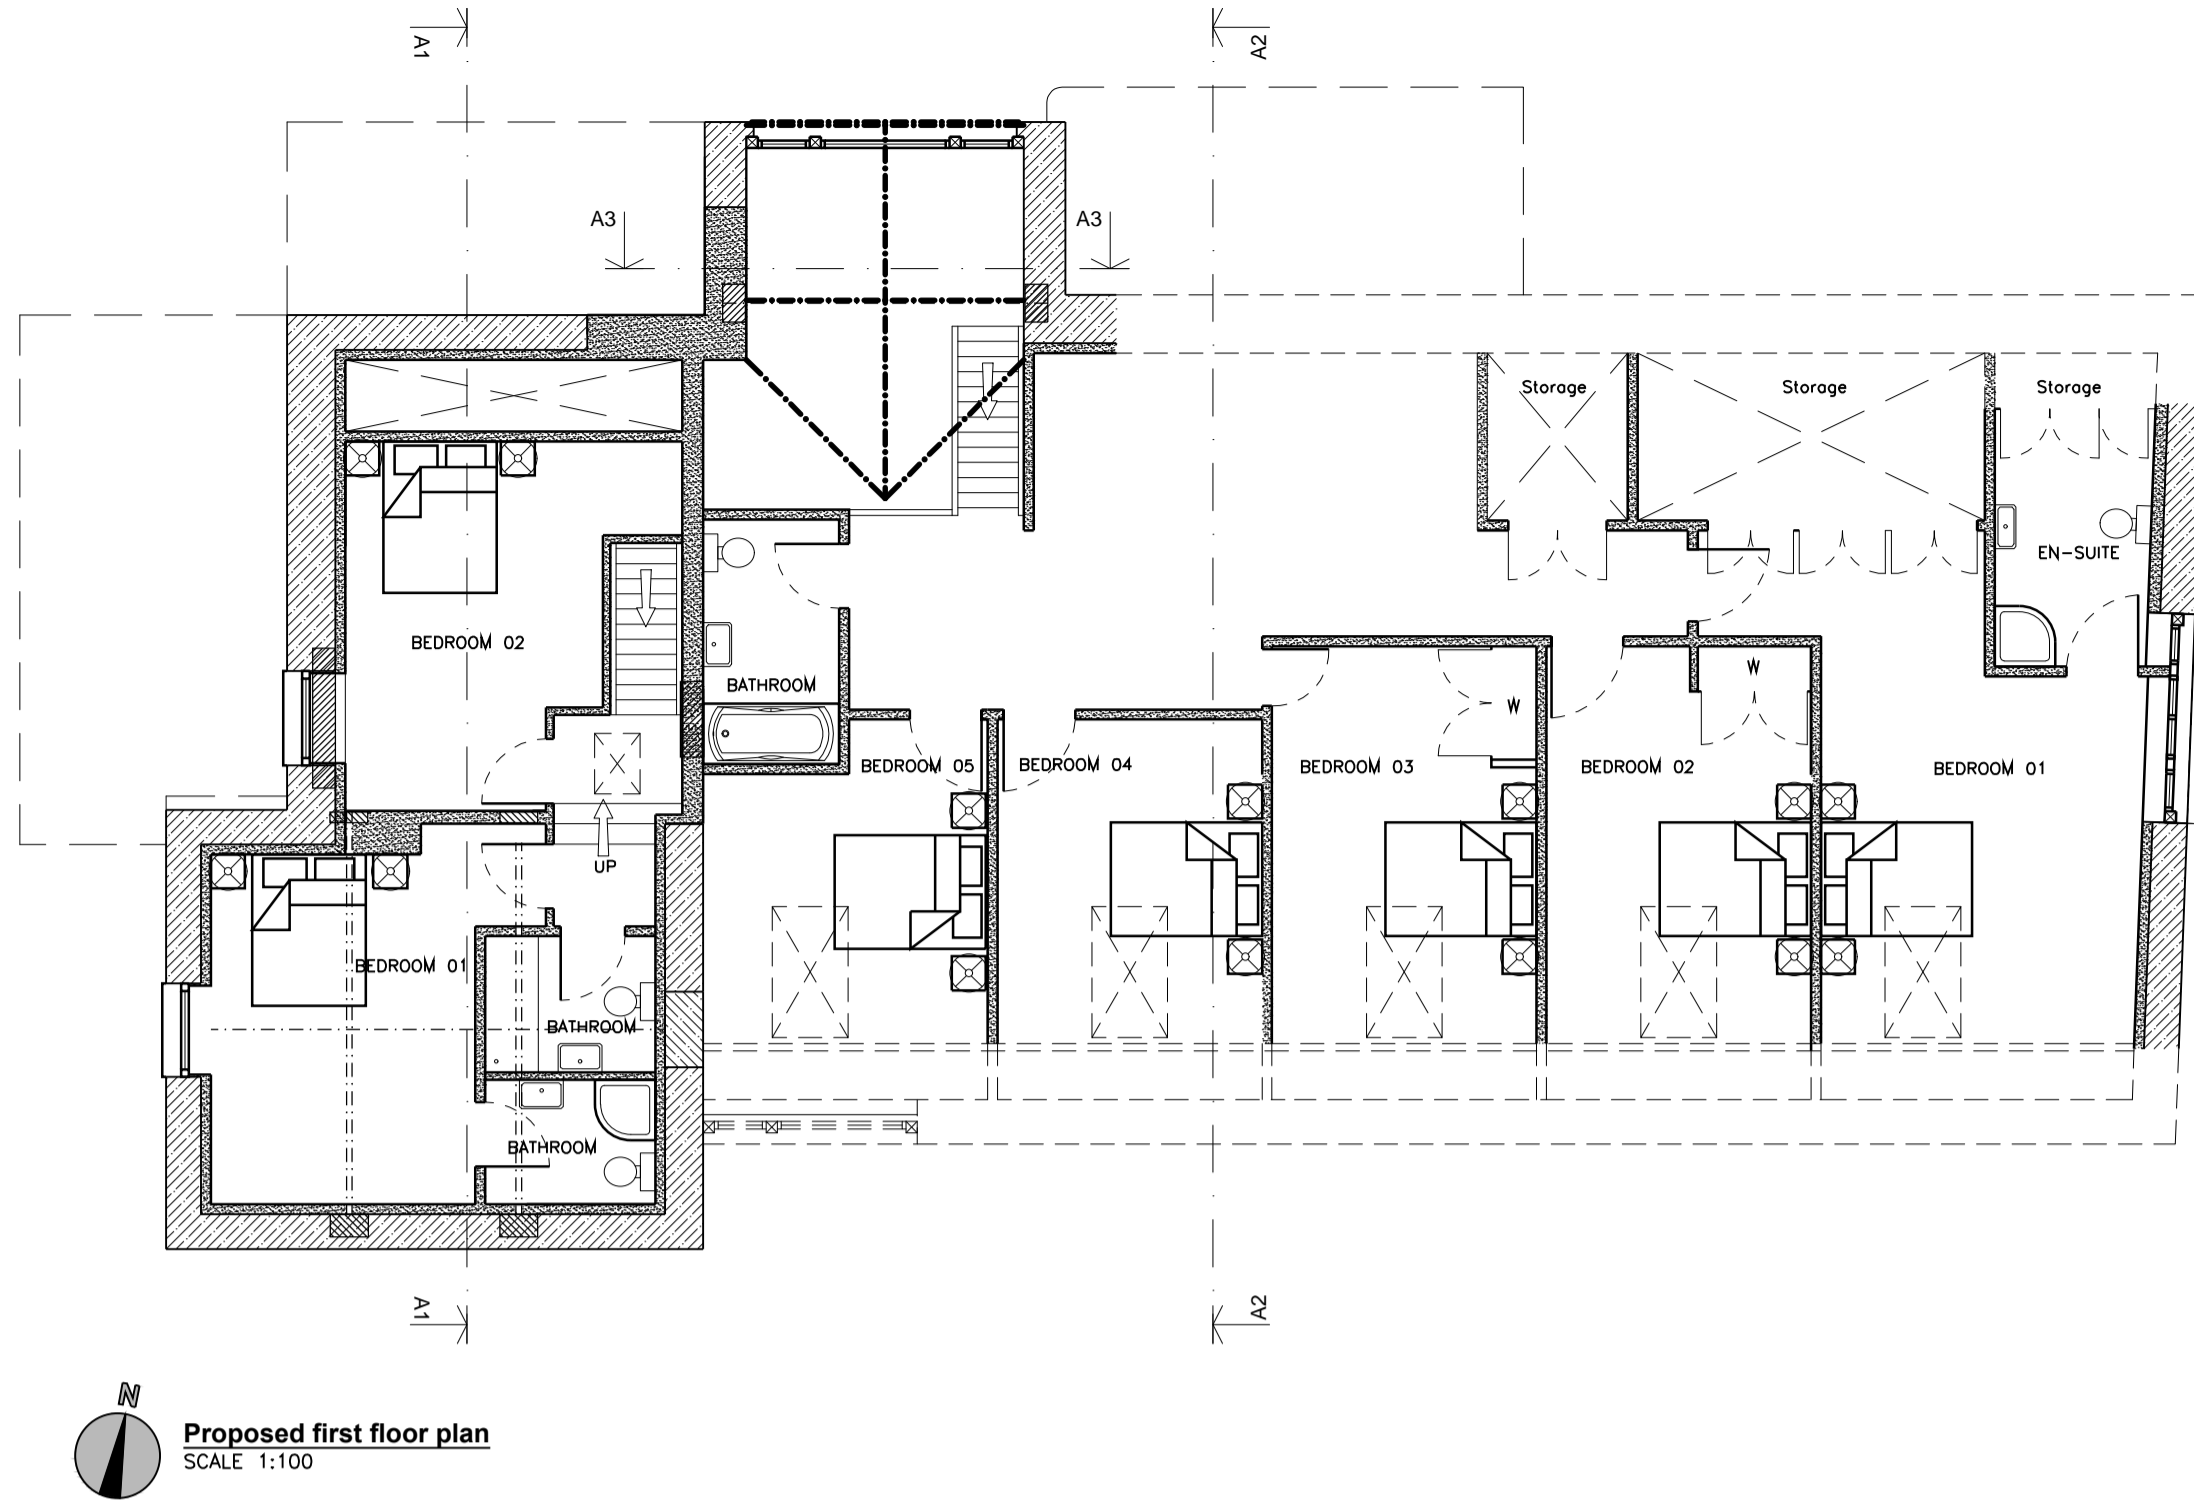 A1
A2
A3
A3
Storage
Storage
Storage
EN-SUITE
BEDROOM 02
BATHROOM
W
W
BEDROOM 05
BEDROOM 04
BEDROOM 03
BEDROOM 02
BEDROOM 01
UP
BEDROOM 01
BATHROOM
BATHROOM
A1
A2
N
Proposed first floor plan
SCALE 1:100